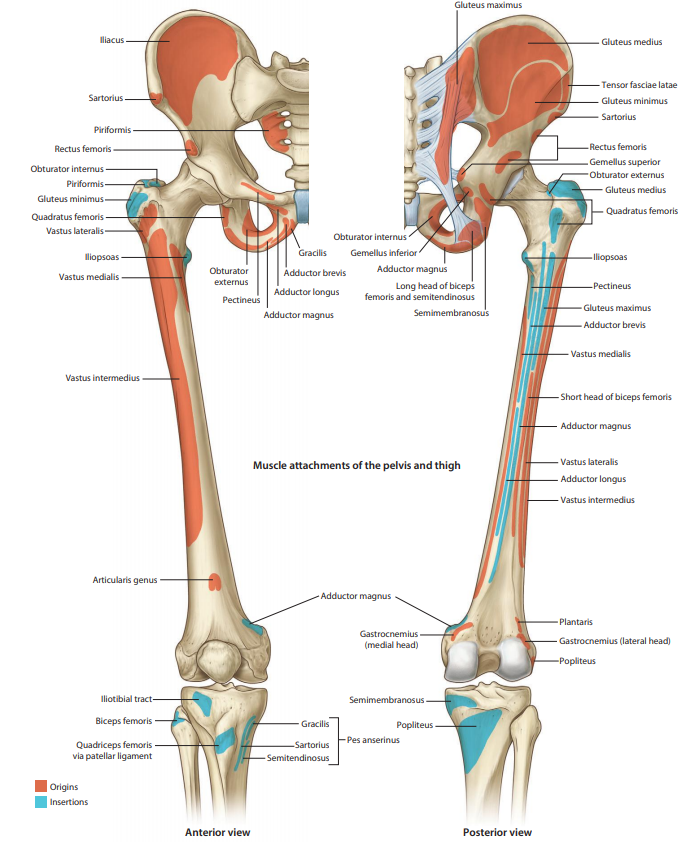 Gluteus maximus
Iliacus
Sartorius
Piriformis
Rectus femoris
Obturator internus
Piriformis
Gluteus minimus
Quadratus femoris
Vastus lateralis
Iliopsoas
Vastus medialis
Obturator
externus
Pectineus
Gracilis
Adductor brevis
Adductor longus
Adductor magnus
Vastus intermedius
Articularis genus
Gluteus medius
Tensor fasciae latae
Gluteus minimus
Sartorius
Rectus femoris
Gemellus superior
Obturator externus
Gluteus medius
Quadratus femoris
Obturator internus
Gemellus inferior
Adductor magnus
Long head of biceps
femoris and semitendinosus
Semimembranosus
Iliopsoas
Pectineus
Gluteus maximus
Adductor brevis
Vastus medialis
Short head of biceps femoris
Adductor magnus
Vastus lateralis
Adductor longus
Vastus intermedius
Muscle attachments of the pelvis and thigh
Adductor magnus
Gastrocnemius
(medial head)
Plantaris
Gastrocnemius (lateral head)
Popliteus
Iliotibial tract
Biceps femoris
Quadriceps femoris
via patellar ligament
Gracilis
Sartorius
Semitendinosus
Pes anserinus
Semimembranosus
Popliteus
Origins
Insertions
Anterior view
Posterior view